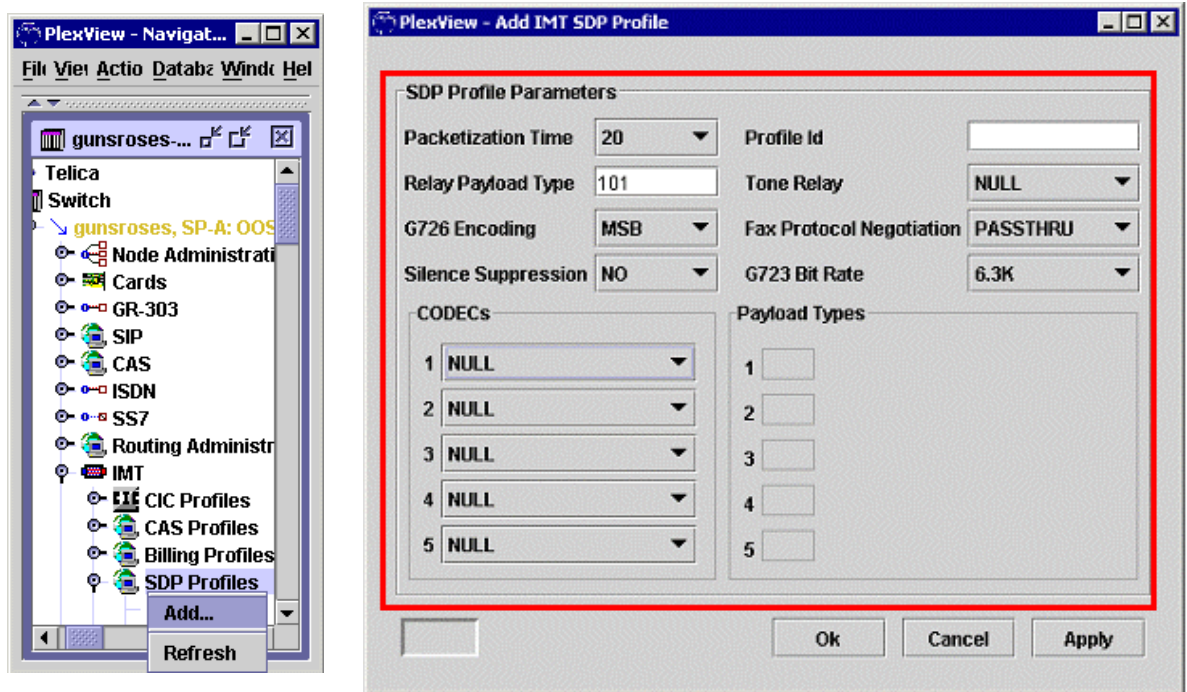 PlexView - Navigat...
File View Actio Databa Windo Hel
gunsroses-...
Telica
Switch
gunsroses, SP-A: OOS
Node Administrati
Cards
GR-303
SIP
CAS
ISDN
SS7
Routing Administr
IMT
CIC Profiles
CAS Profiles
Billing Profiles
SDP Profiles
Add...
Refresh
PlexView - Add IMT SDP Profile
SDP Profile Parameters
Packetization Time 20 Profile Id
Relay Payload Type 101 Tone Relay NULL
G726 Encoding MSB Fax Protocol Negotiation PASSTHRU
Silence Suppression NO G723 Bit Rate 6.3K
CODECs Payload Types
1 NULL 1
2 NULL 2
3 NULL 3
4 NULL 4
5 NULL 5
Ok Cancel Apply